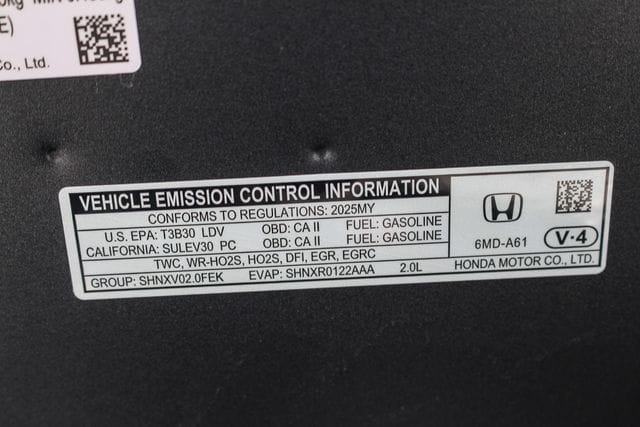 E)
Co., Ltd.
VEHICLE EMISSION CONTROL INFORMATION
CONFORMS TO REGULATIONS: 2025MY
U.S. EPA: T3B30 LDV OBD: CA II FUEL: GASOLINE
CALIFORNIA: SULEV30 PC OBD: CA II FUEL: GASOLINE
TWC, WR-HO2S, HO2S, DFI, EGR, EGRC
GROUP: SHNXV02.0FEK EVAP: SHNXR0122AAA 2.0L
6MD-A61 V-4
HONDA MOTOR CO., LTD.